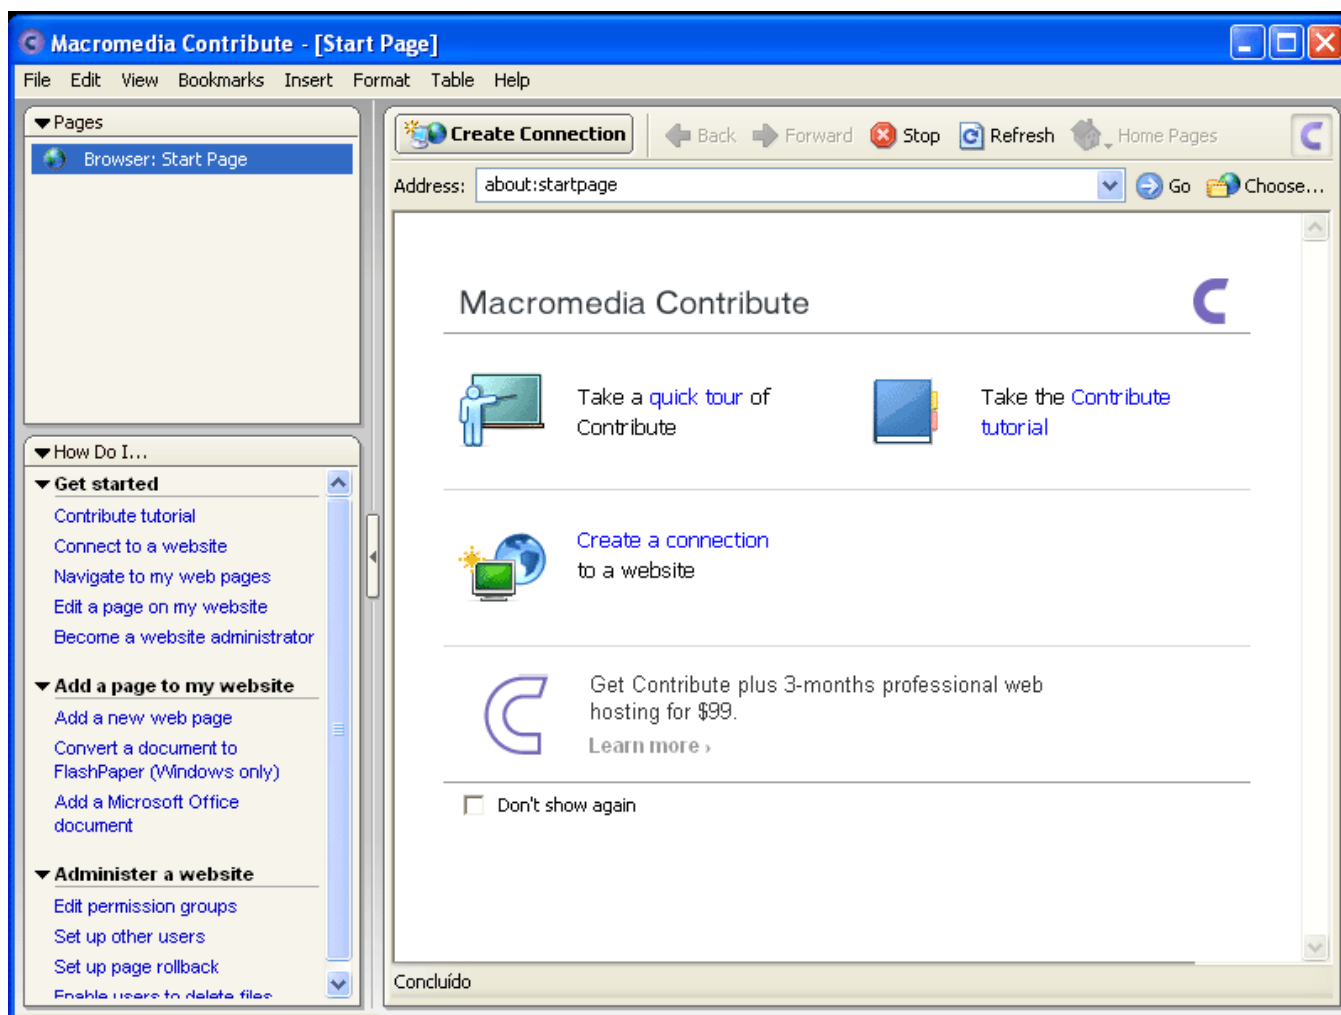 Macromedia Contribute - [Start Page]
File Edit View Bookmarks Insert Format Table Help
Pages
Browser: Start Page
How Do I...
Get started
Contribute tutorial
Connect to a website
Navigate to my web pages
Edit a page on my website
Become a website administrator
Add a page to my website
Add a new web page
Convert a document to
FlashPaper (Windows only)
Add a Microsoft Office
document
Administer a website
Edit permission groups
Set up other users
Set up page rollback
Enable users to delete files
Create Connection Back Forward Stop Refresh Home Pages
Address: about:startpage Go Choose...
Macromedia Contribute
Take a quick tour of
Contribute
Take the Contribute
tutorial
Create a connection
to a website
Get Contribute plus 3-months professional web
hosting for $99.
Learn more ›
Don't show again
Concluído